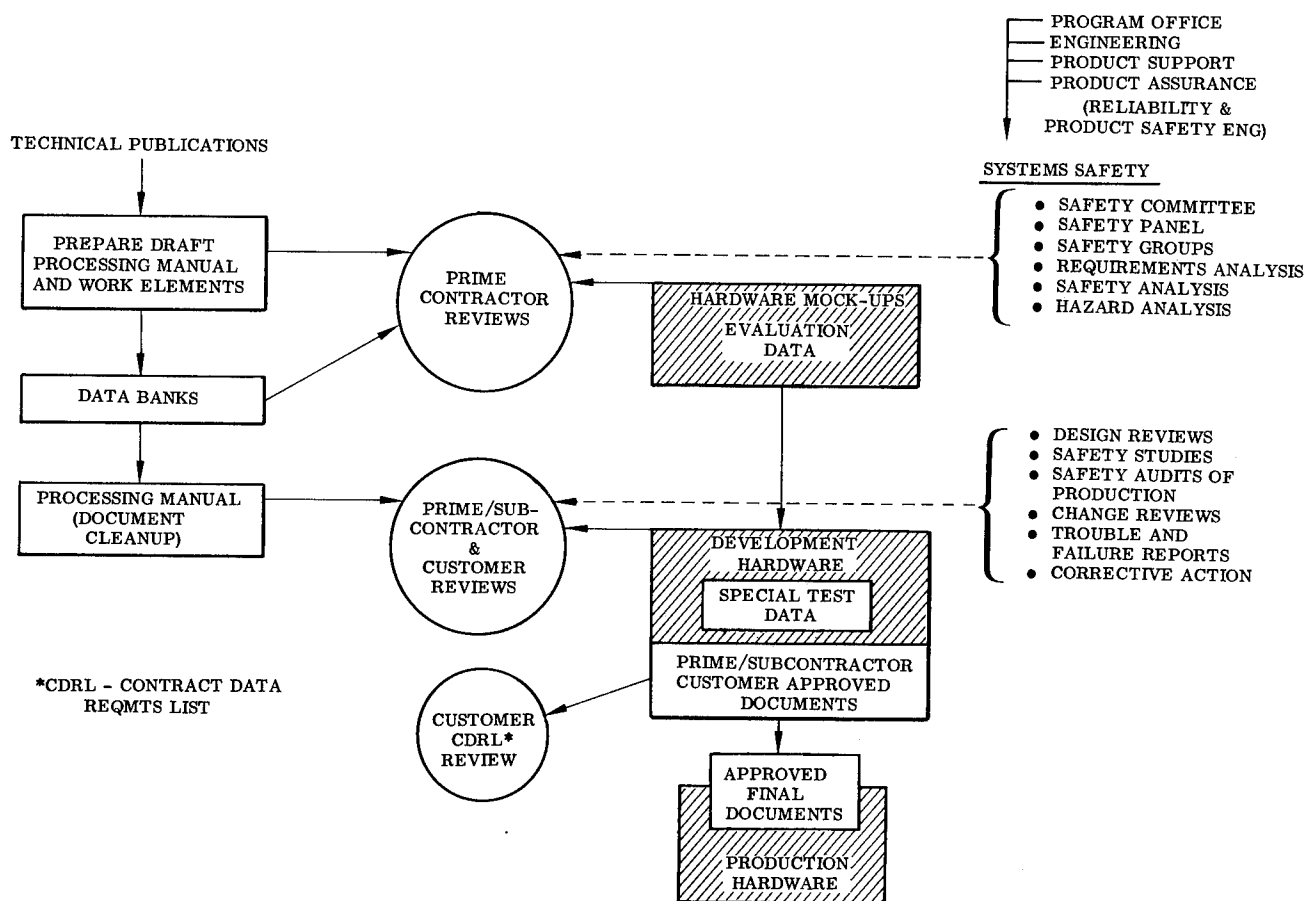 PROGRAM OFFICE
ENGINEERING
PRODUCT SUPPORT
PRODUCT ASSURANCE
(RELIABILITY &
PRODUCT SAFETY ENG)
TECHNICAL PUBLICATIONS
PREPARE DRAFT
PROCESSING MANUAL
AND WORK ELEMENTS
DATA BANKS
PROCESSING MANUAL
(DOCUMENT
CLEANUP)
*CDRL - CONTRACT DATA
REQMTS LIST
PRIME
CONTRACTOR
REVIEWS
PRIME/SUB-
CONTRACTOR
&
CUSTOMER
REVIEWS
CUSTOMER
CDRL*
REVIEW
HARDWARE MOCK-UPS
EVALUATION
DATA
DEVELOPMENT
HARDWARE
SPECIAL TEST
DATA
PRIME/SUBCONTRACTOR
CUSTOMER APPROVED
DOCUMENTS
APPROVED
FINAL
DOCUMENTS
PRODUCTION
HARDWARE
SYSTEMS SAFETY
● SAFETY COMMITTEE
● SAFETY PANEL
● SAFETY GROUPS
● REQUIREMENTS ANALYSIS
● SAFETY ANALYSIS
● HAZARD ANALYSIS
● DESIGN REVIEWS
● SAFETY STUDIES
● SAFETY AUDITS OF
PRODUCTION
● CHANGE REVIEWS
● TROUBLE AND
FAILURE REPORTS
● CORRECTIVE ACTION